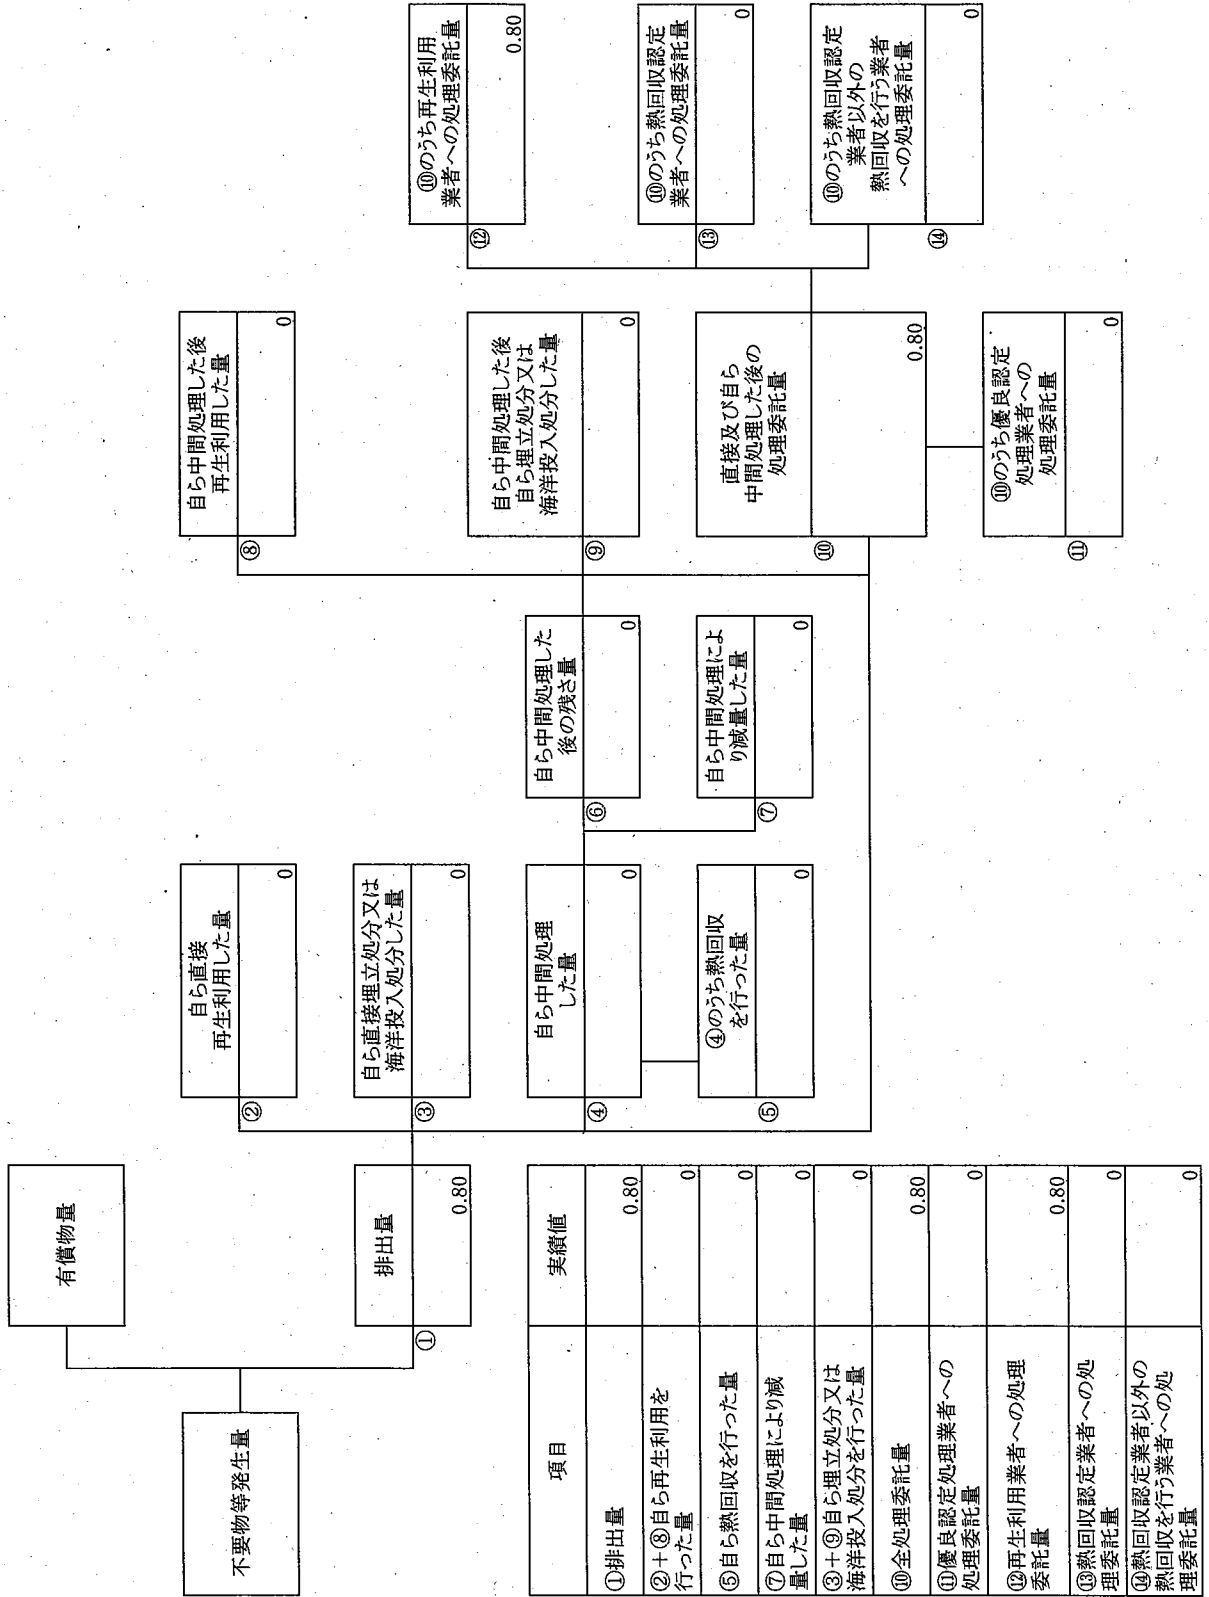 不要物等発生量
有償物量
①
排出量
0.80
②
自ら直接
再生利用した量
0
③
自ら直接埋立処分又は
海洋投入処分した量
0
④
自ら中間処理
した量
0
⑤
④のうち熱回収
を行った量
0
⑥
自ら中間処理した
後の残さ量
0
⑦
自ら中間処理によ
り減量した量
0
⑧
自ら中間処理した後
再生利用した量
0
⑨
自ら中間処理した後
自ら埋立処分又は
海洋投入処分した量
0
⑩
直接及び自ら
中間処理した後の
処理委託量
0.80
⑪
⑩のうち優良認定
処理業者への
処理委託量
0
⑫
⑩のうち再生利用
業者への処理委託量
0.80
⑬
⑩のうち熱回収認定
業者への処理委託量
0
⑭
⑩のうち熱回収認定
業者以外の
熱回収を行う業者
への処理委託量
0
項目
実績値
①排出量
0.80
②+⑧自ら再生利用を
行った量
0
⑤自ら熱回収を行った量
0
⑦自ら中間処理により減
量した量
0
③+⑨自ら埋立処分又は
海洋投入処分を行った量
0
⑩全処理委託量
0.80
⑪優良認定処理業者への
処理委託量
0
⑫再生利用業者への処理
委託量
0.80
⑬熱回収認定業者への処
理委託量
0
⑭熱回収認定業者以外の
熱回収を行う業者への処
理委託量
0